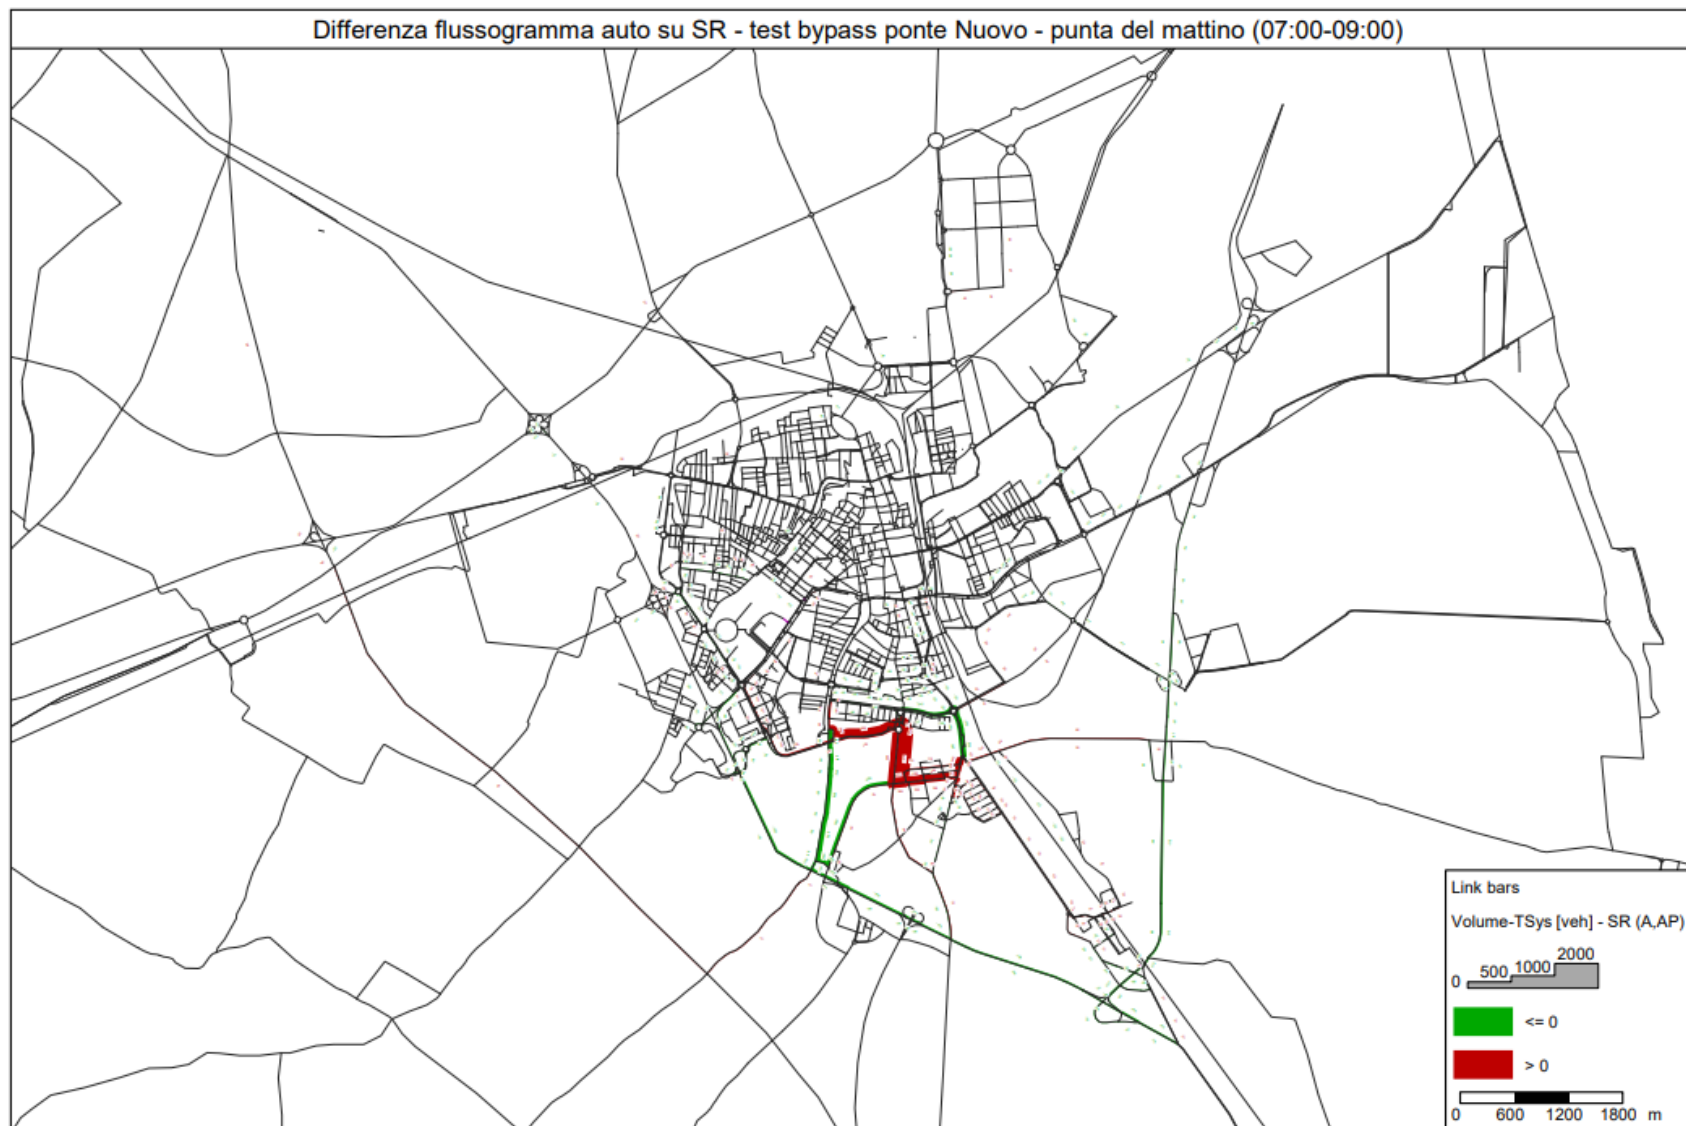 Differenza flussogramma auto su SR - test bypass ponte Nuovo - punta del mattino (07:00-09:00)
Link bars
Volume-TSys [veh] - SR (A,AP)
0 500 1000 2000
<= 0
> 0
0 600 1200 1800 m